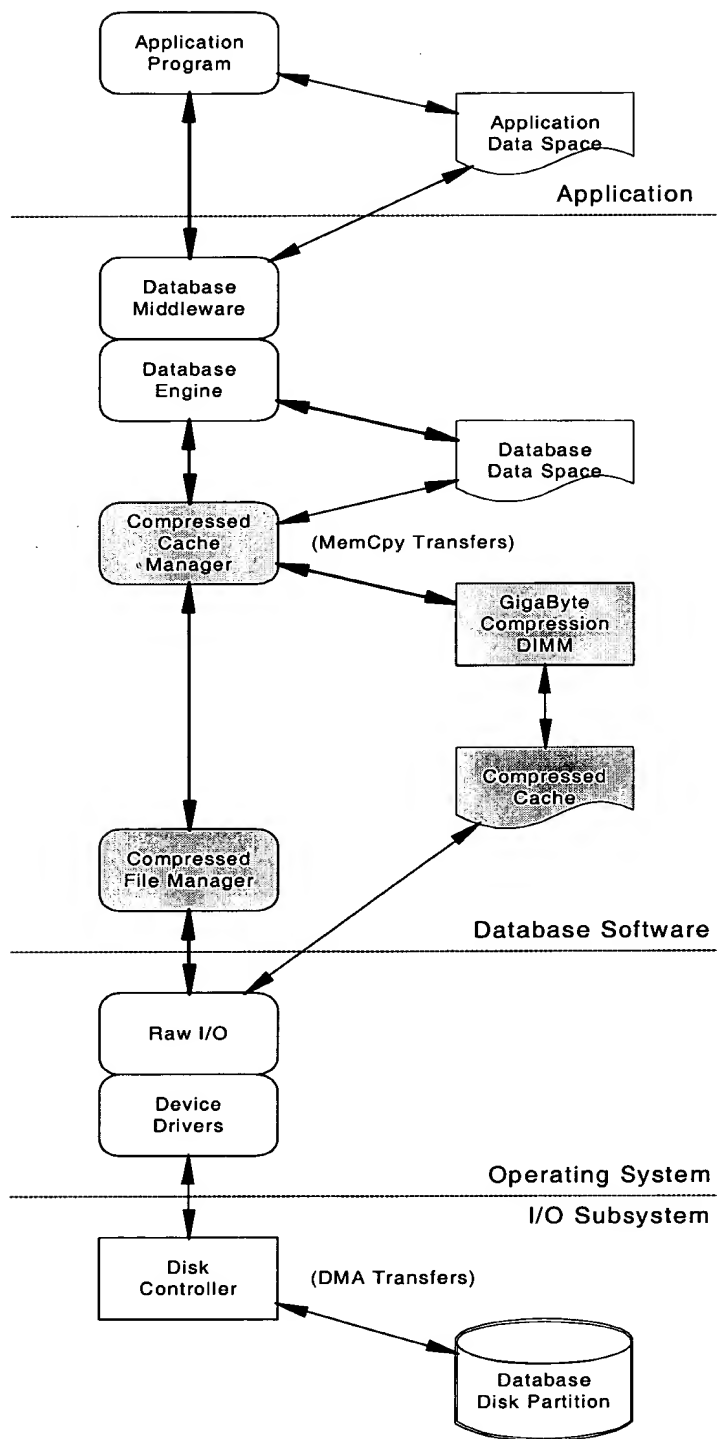 Application
Program
Application
Data Space
Application
Database
Middleware
Database
Engine
Database
Data Space
Compressed
Cache
Manager
(MemCpy Transfers)
GigaByte
Compression
DIMM
Compressed
Cache
Compressed
File Manager
Database Software
Raw I/O
Device
Drivers
Operating System
I/O Subsystem
Disk
Controller
(DMA Transfers)
Database
Disk Partition